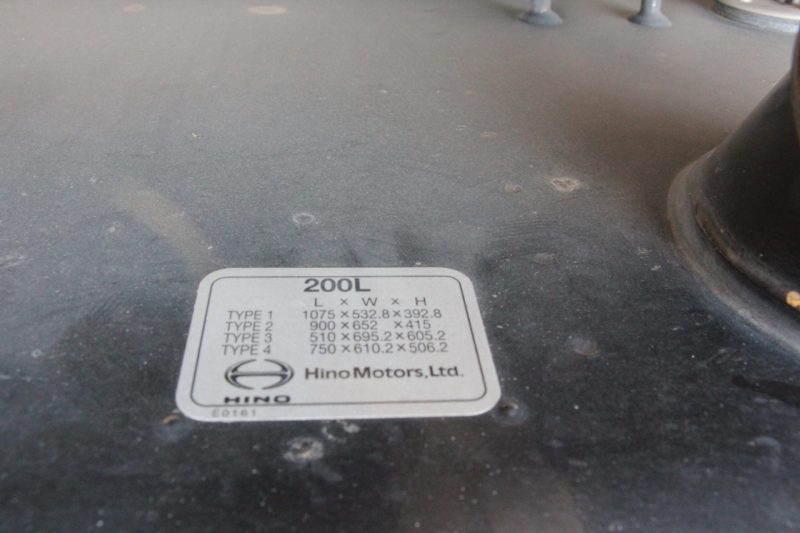 200L
L × W × H
TYPE 1 1075 × 532.8 × 392.8
TYPE 2 900 × 652 × 415
TYPE 3 510 × 695.2 × 605.2
TYPE 4 750 × 610.2 × 506.2
HINO
Hino Motors, Ltd.
E0161